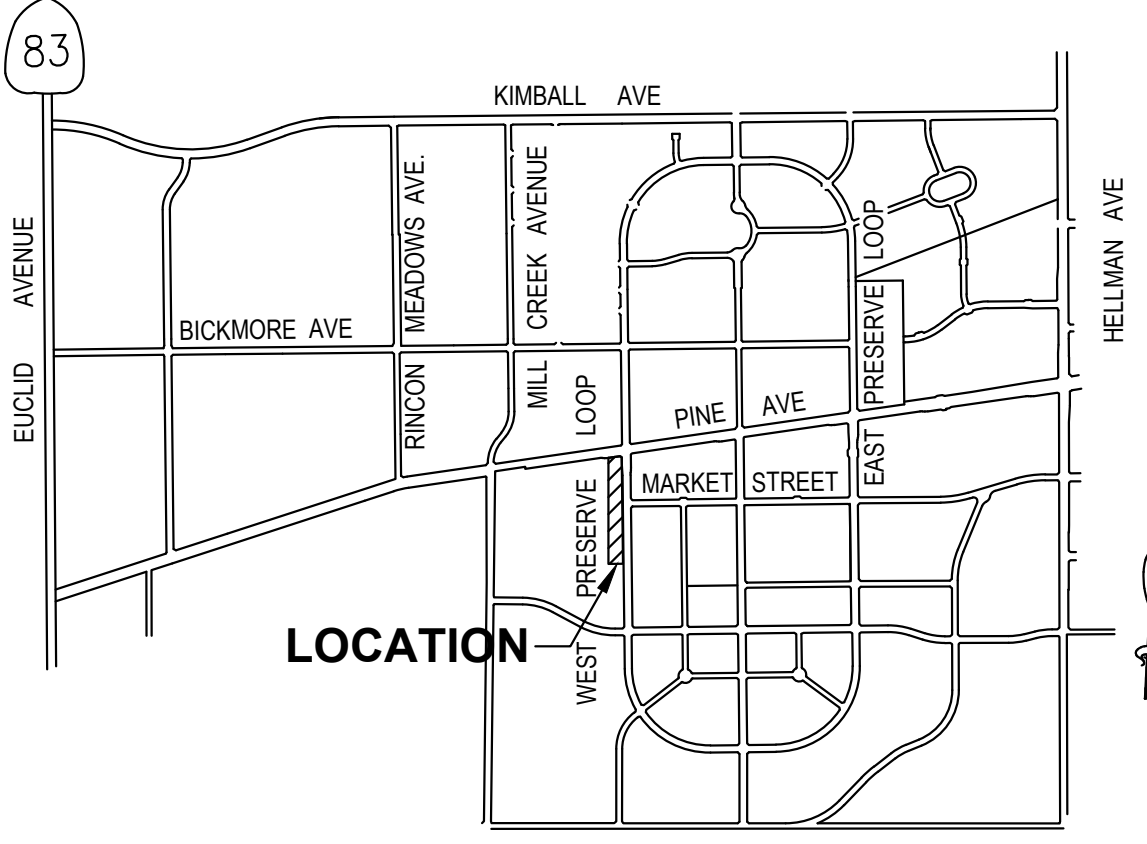 83
KIMBALL AVE
EUCLID AVENUE
RINCON MEADOWS AVE.
MILL CREEK AVENUE
BICKMORE AVE
WEST PRESERVE LOOP
PINE AVE
MARKET STREET
EAST PRESERVE LOOP
HELLMAN AVE
LOCATION